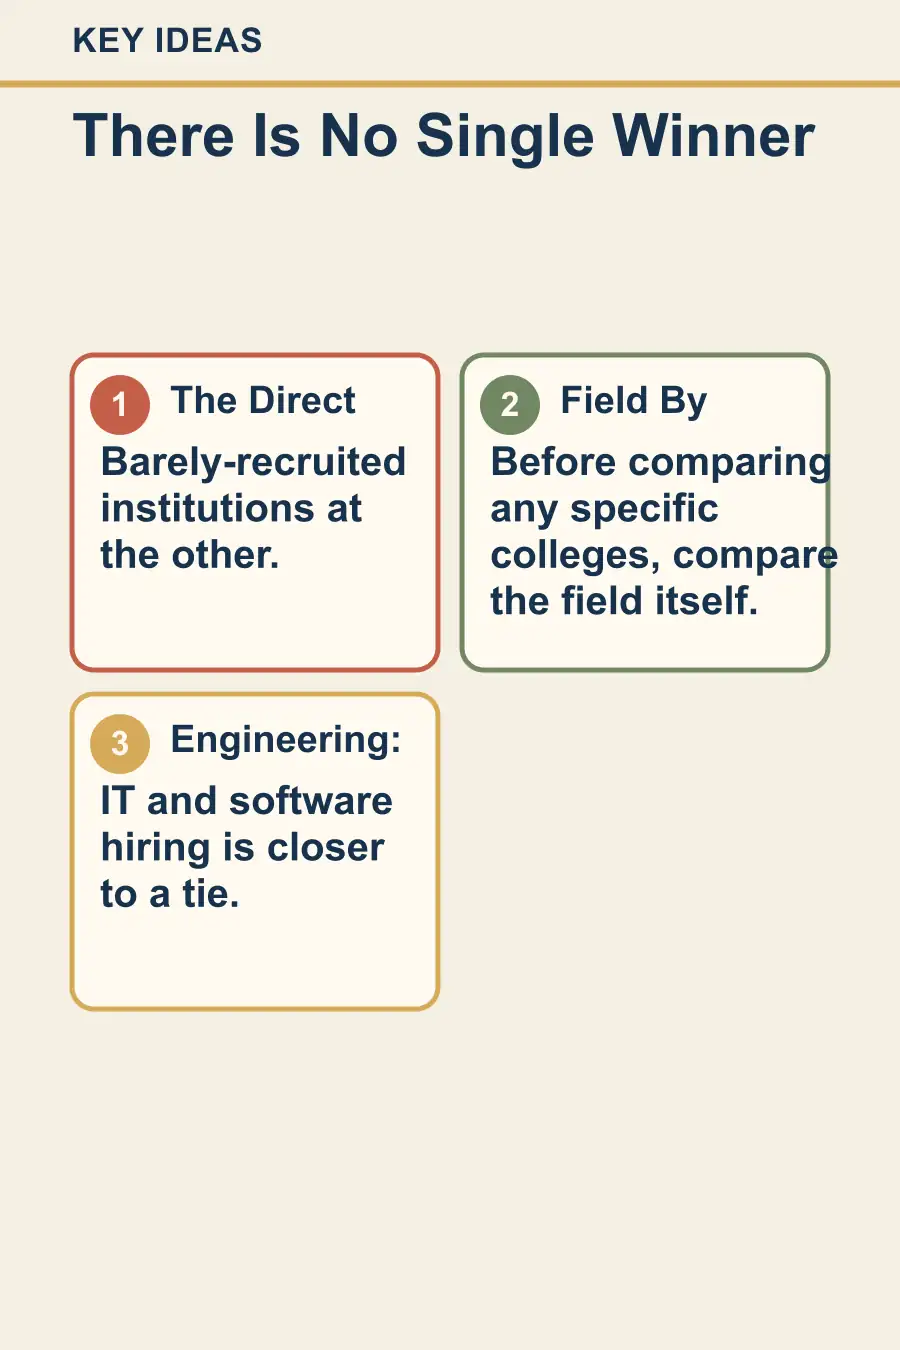 KEY IDEAS
There Is No Single Winner
1 The Direct
Barely-recruited
institutions at
the other.
2 Field By
Before comparing
any specific
colleges, compare
the field itself.
3 Engineering:
IT and software
hiring is closer
to a tie.